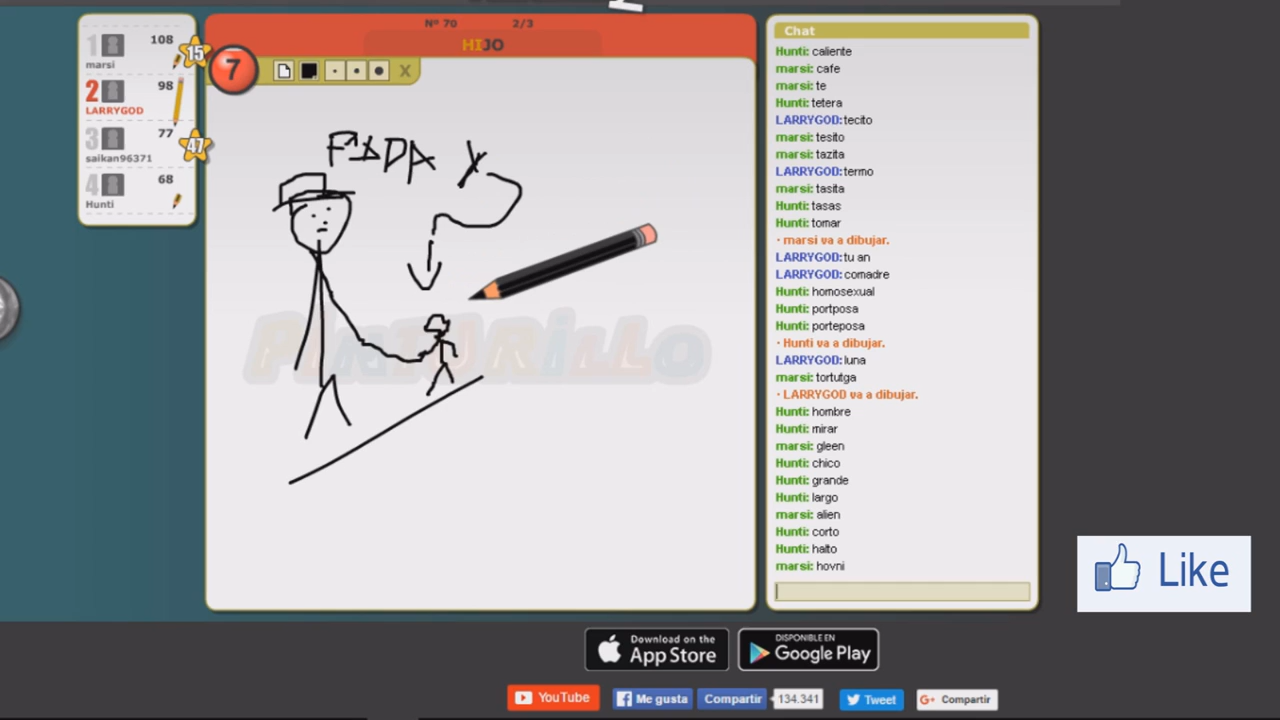 Nº 70 2/3
HIJO
7
1 108
marsi
15
2 98
LARRYGOD
3 77
saikan96371
47
4 68
Hunti
X
PINTURILLO
Chat
Hunti: caliente
marsi: cafe
marsi: te
Hunti: tetera
LARRYGOD: tecito
marsi: tesito
marsi: tazita
LARRYGOD: termo
marsi: tasita
Hunti: tasas
Hunti: tomar
· marsi va a dibujar.
LARRYGOD: tu an
LARRYGOD: comadre
Hunti: homosexual
Hunti: portposa
Hunti: porteposa
· Hunti va a dibujar.
LARRYGOD: luna
marsi: tortutga
· LARRYGOD va a dibujar.
Hunti: hombre
Hunti: mirar
marsi: gleen
Hunti: chico
Hunti: grande
Hunti: largo
marsi: alien
Hunti: corto
Hunti: halto
marsi: hovni
Like
Download on the
App Store
DISPONIBLE EN
Google Play
YouTube
Me gusta
Compartir
134.341
Tweet
G+ Compartir